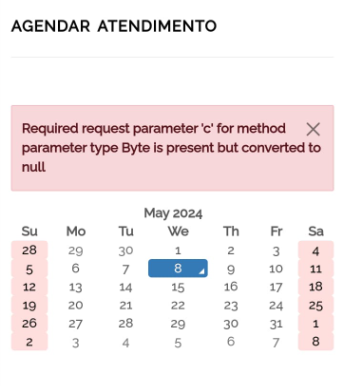 AGENDAR ATENDIMENTO
Required request parameter 'c' for method
parameter type Byte is present but converted to
null
May 2024
Su Mo Tu We Th Fr Sa
28 29 30 1 2 3 4
5 6 7 8 9 10 11
12 13 14 15 16 17 18
19 20 21 22 23 24 25
26 27 28 29 30 31 1
2 3 4 5 6 7 8